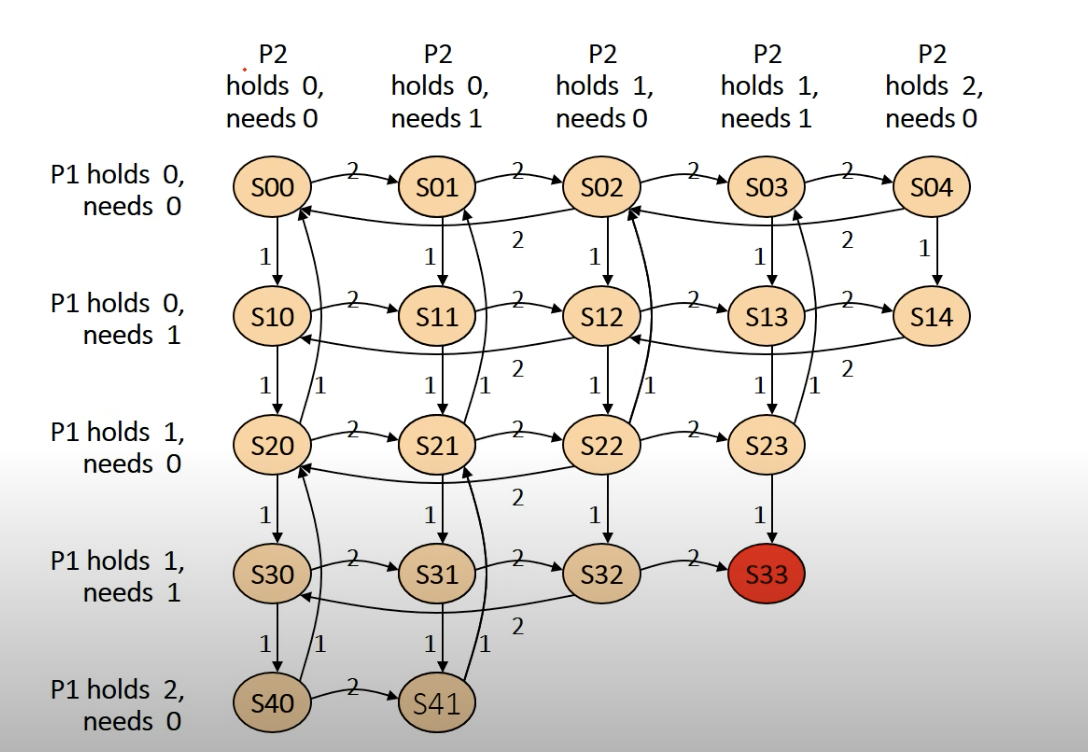 P2
holds 0,
needs 0
P2
holds 0,
needs 1
P2
holds 1,
needs 0
P2
holds 1,
needs 1
P2
holds 2,
needs 0
P1 holds 0,
needs 0
S00 2 S01 2 S02 2 S03 2 S04
2 2
1 1 1 1 1
P1 holds 0,
needs 1
S10 2 S11 2 S12 2 S13 2 S14
2 2
1 1 1 1 1 1 1 1
P1 holds 1,
needs 0
S20 2 S21 2 S22 2 S23
2
1 1 1 1
P1 holds 1,
needs 1
S30 2 S31 2 S32 2 S33
2
1 1 1 1
P1 holds 2,
needs 0
S40 2 S41